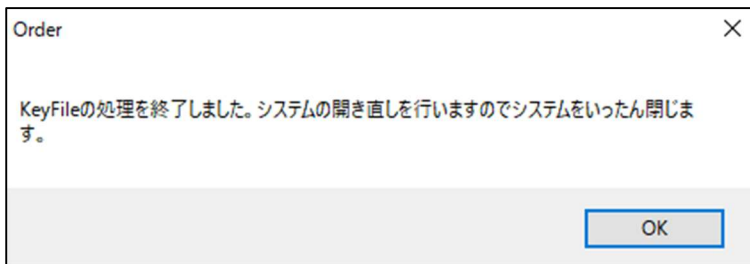 Order
KeyFileの処理を終了しました。システムの開き直しを行いますのでシステムをいったん閉じま
す。
OK